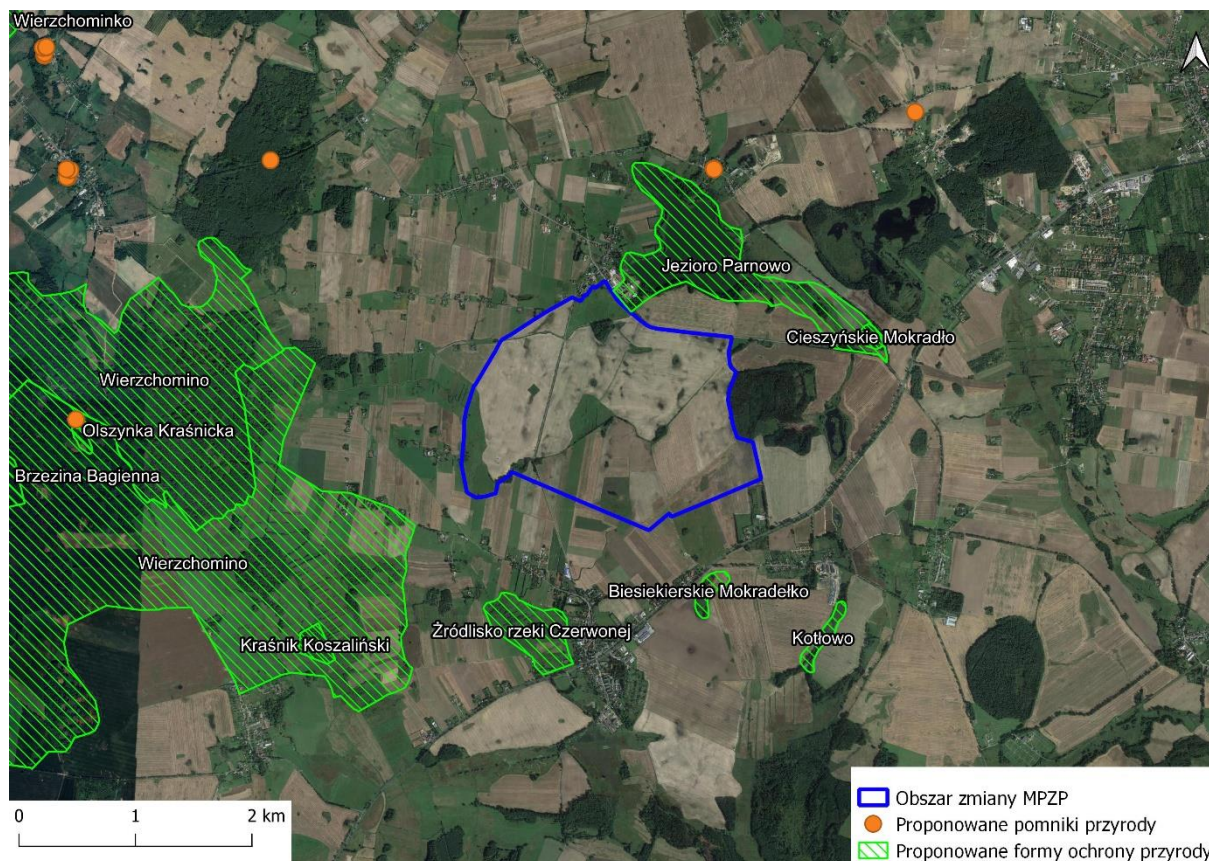 Wierzchominko
Jezioro Parnowo
Cieszyńskie Mokradło
Wierzchomino
Olszynka Kraśnicka
Brzezina Bagienna
Wierzchomino
Biesiekierskie Mokradełko
Źródlisko rzeki Czerwonej
Kotłowo
Kraśnik Koszaliński
0 1 2 km
Obszar zmiany MPZP
Proponowane pomniki przyrody
Proponowane formy ochrony przyrody